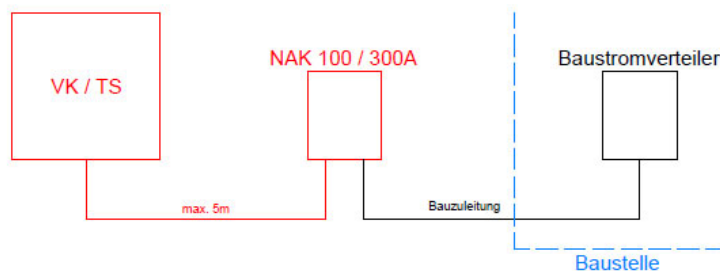 NAK 100 / 300A
Baustromverteiler
VK / TS
max. 5m
Bauzuleitung
Baustelle